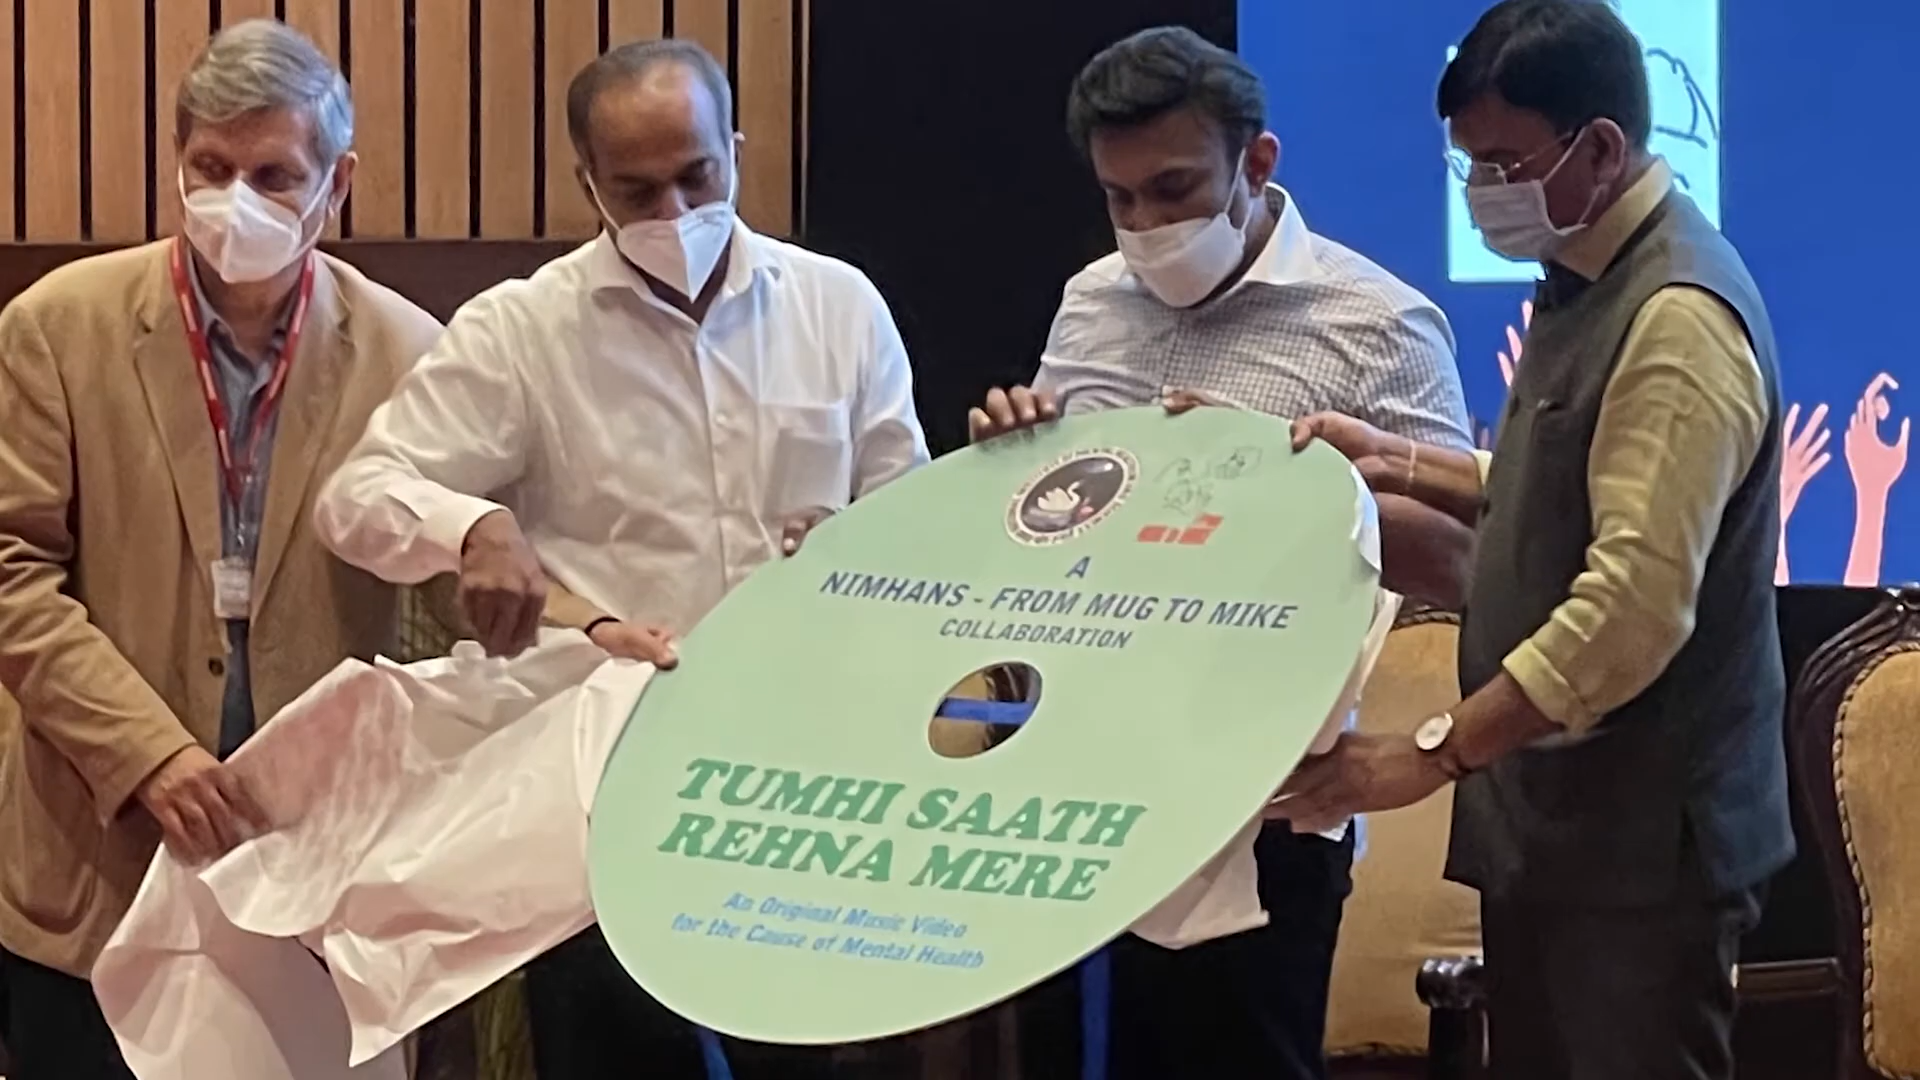 A
NIMHANS - FROM MUG TO MIKE
COLLABORATION
TUMHI SAATH
REHNA MERE
An Original Music Video
for the Cause of Mental Health